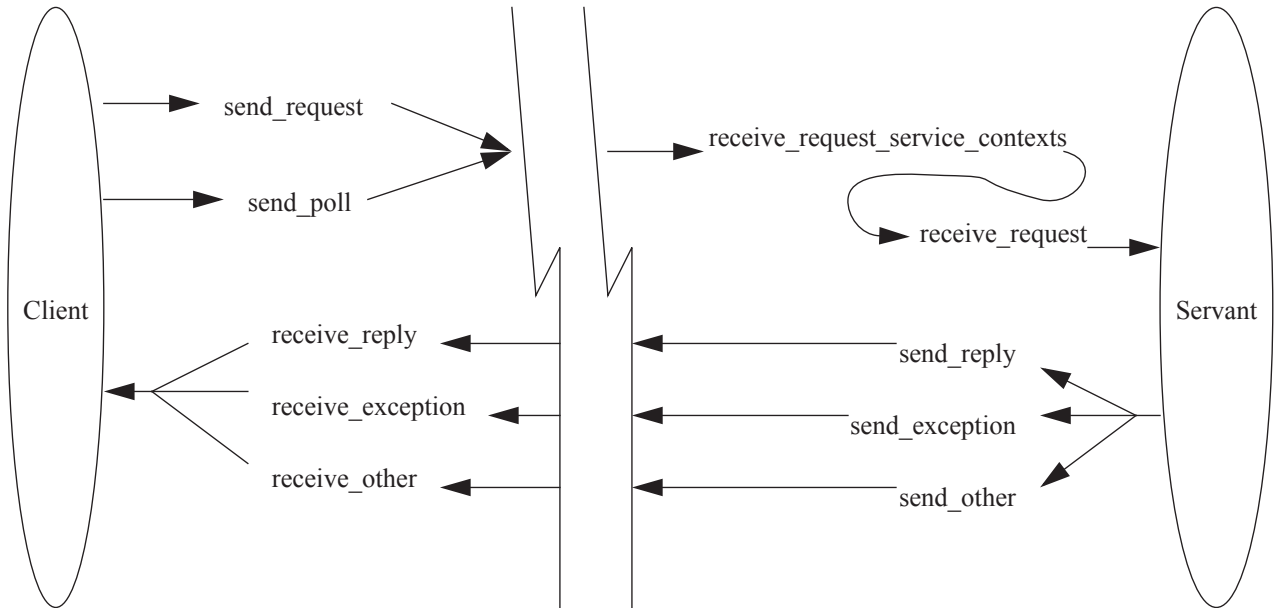 send_request
receive_request_service_contexts
send_poll
receive_request
Client
Servant
receive_reply
send_reply
receive_exception
send_exception
receive_other
send_other